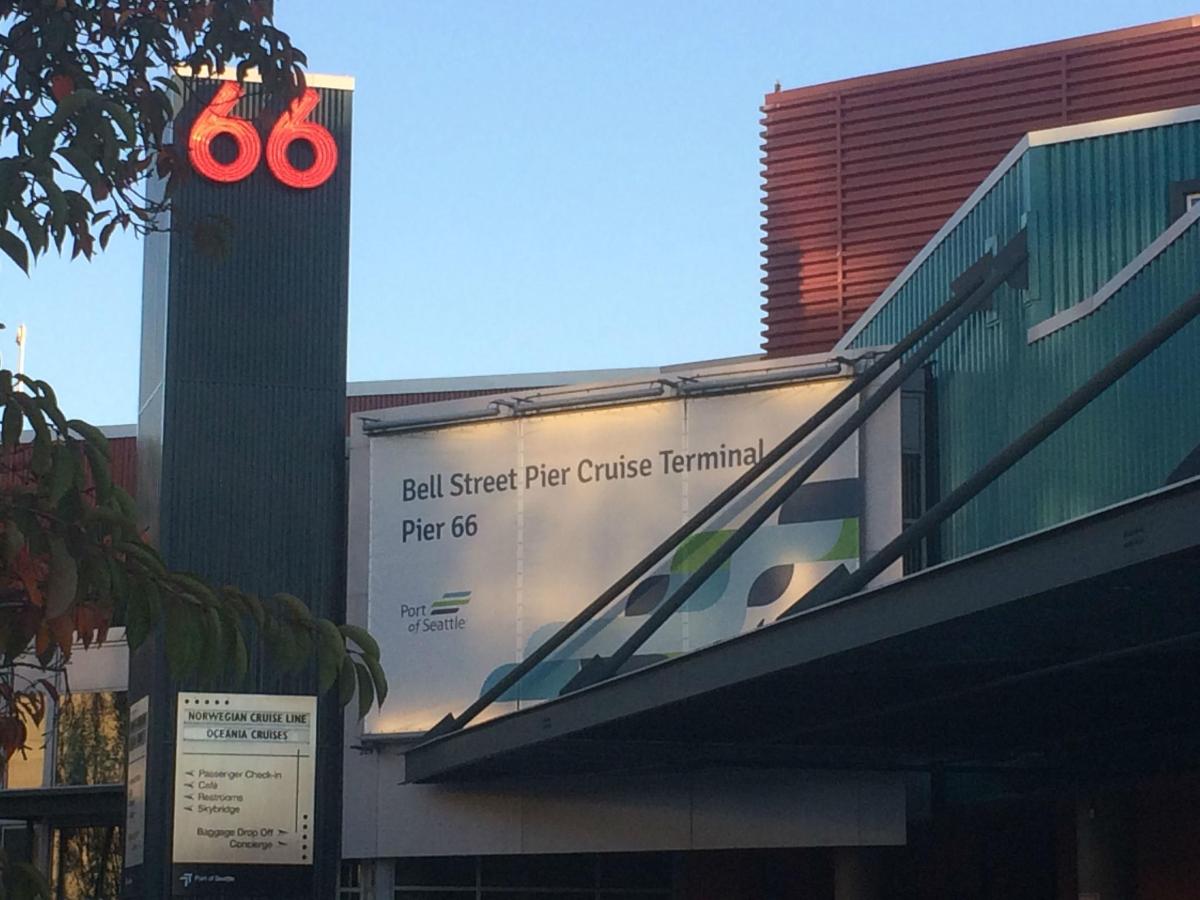 66
Bell Street Pier Cruise Terminal
Pier 66
Port
of Seattle
NORWEGIAN CRUISE LINE
OCEANIA CRUISES
Passenger Check-in
Café
Restrooms
Skybridge
Baggage Drop Off
Concierge
Port of Seattle